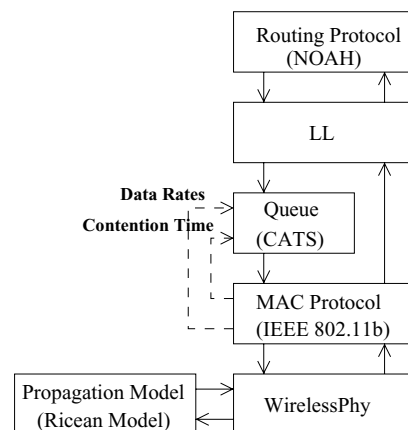 Routing Protocol
(NOAH)
LL
Data Rates
Queue
Contention Time
(CATS)
MAC Protocol
(IEEE 802.11b)
Propagation Model
(Ricean Model)
WirelessPhy